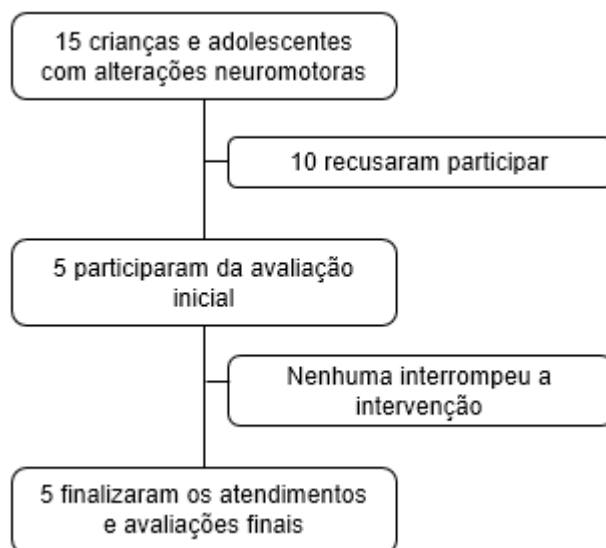 15 crianças e adolescentes
com alterações neuromotoras
10 recusaram participar
5 participaram da avaliação
inicial
Nenhuma interrompeu a
intervenção
5 finalizaram os atendimentos
e avaliações finais